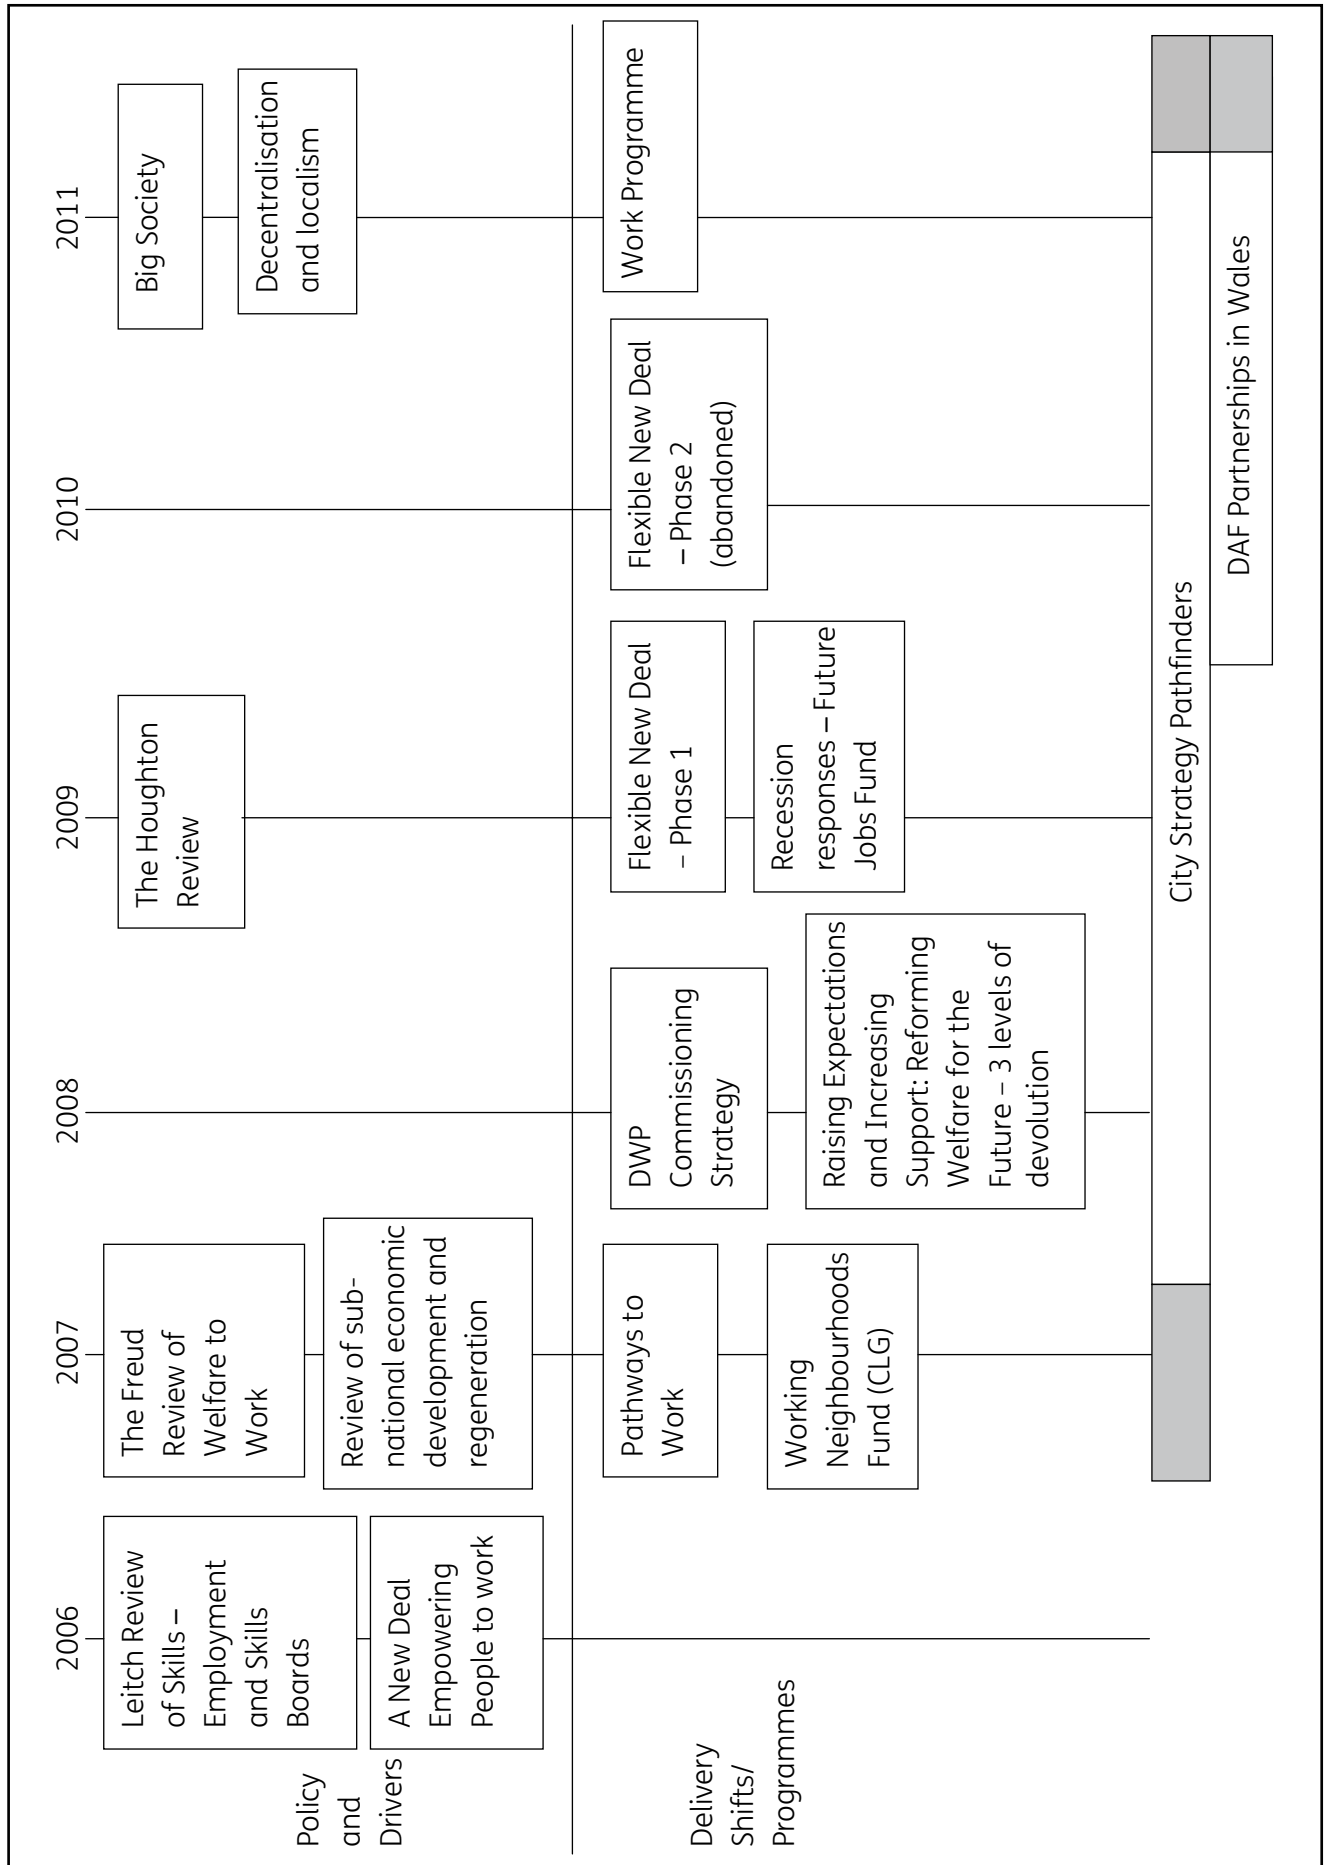 2006
2007
2008
2009
2010
2011
Policy
and
Drivers
Leitch Review
of Skills –
Employment
and Skills
Boards
A New Deal
Empowering
People to work
The Freud
Review of
Welfare to
Work
Review of sub-
national economic
development and
regeneration
The Houghton
Review
Big Society
Decentralisation
and localism
Delivery
Shifts/
Programmes
Pathways to
Work
Working
Neighbourhoods
Fund (CLG)
DWP
Commissioning
Strategy
Raising Expectations
and Increasing
Support: Reforming
Welfare for the
Future – 3 levels of
devolution
Flexible New Deal
– Phase 1
Recession
responses – Future
Jobs Fund
Flexible New Deal
– Phase 2
(abandoned)
Work Programme
City Strategy Pathfinders
DAF Partnerships in Wales